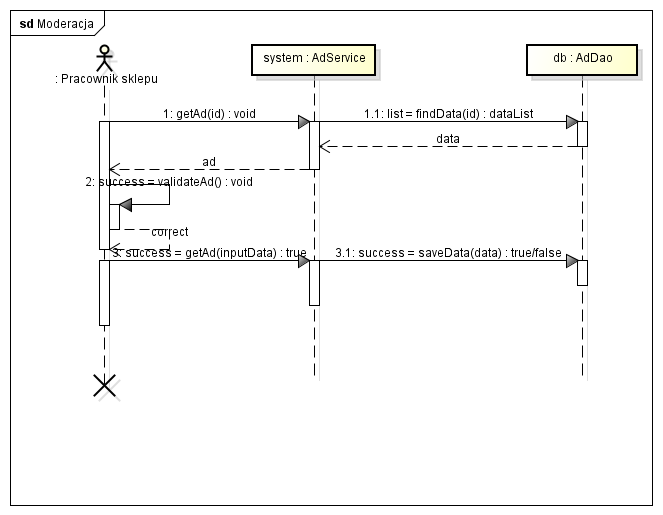 sd Moderacja
: Pracownik sklepu
system : AdService
db : AdDao
1: getAd(id) : void
1.1: list = findData(id) : dataList
data
ad
2: success = validateAd() : void
correct
3: success = getAd(inputData) : true
3.1: success = saveData(data) : true/false